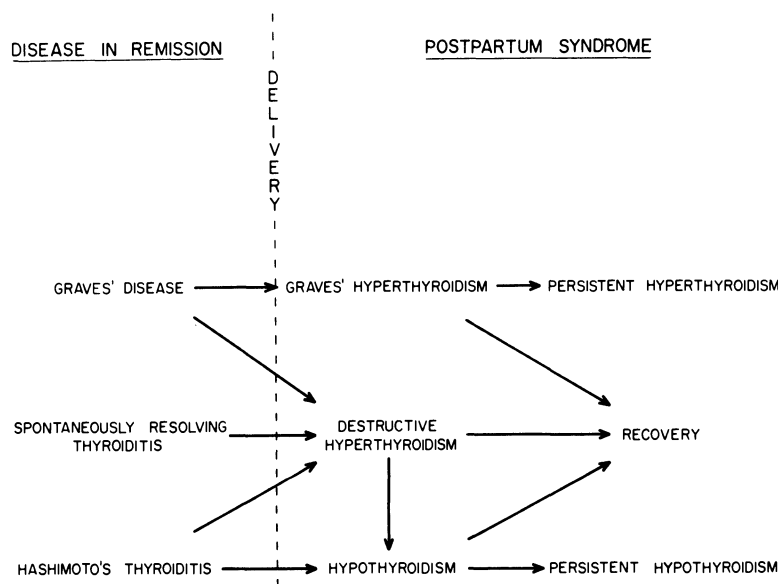 DISEASE IN REMISSION
POSTPARTUM SYNDROME
DELIVERY
GRAVES' DISEASE
GRAVES' HYPERTHYROIDISM
PERSISTENT HYPERTHYROIDISM
SPONTANEOUSLY RESOLVING
THYROIDITIS
DESTRUCTIVE
HYPERTHYROIDISM
RECOVERY
HASHIMOTO'S THYROIDITIS
HYPOTHYROIDISM
PERSISTENT HYPOTHYROIDISM